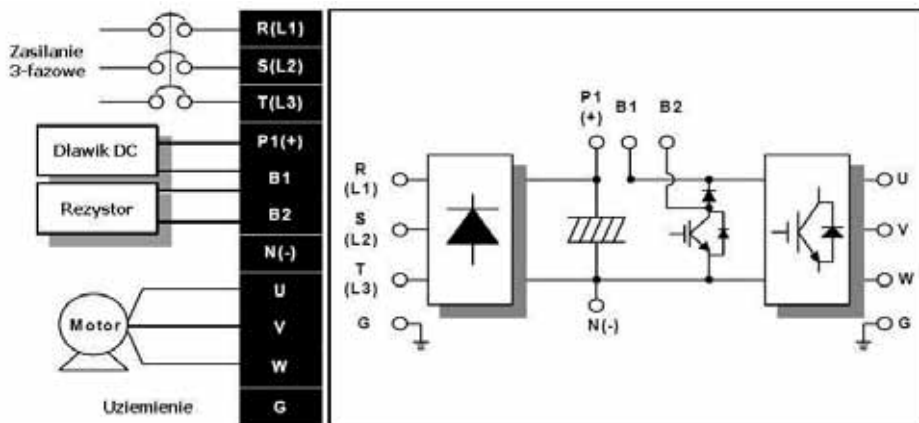 Zasilanie
3-fazowe
R(L1)
S(L2)
T(L3)
Dławik DC
P1(+)
B1
Rezystor
B2
N(-)
Motor
U
V
W
Uziemienie
G
P1
(+)
B1
B2
R
(L1)
S
(L2)
T
(L3)
G
N(-)
U
V
W
G